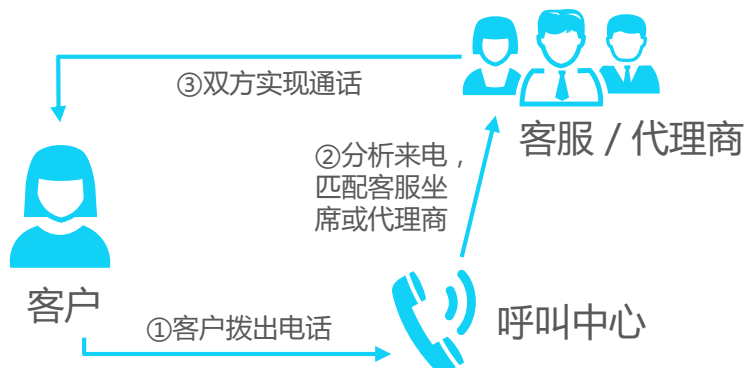 ③双方实现通话
客服 / 代理商
②分析来电，
匹配客服坐
席或代理商
客户
①客户拨出电话
呼叫中心